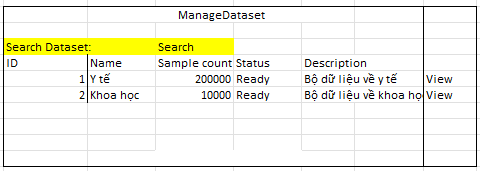 ManageDataset
Search Dataset: Search
ID Name Sample count Status Description
1 Y tế 200000 Ready Bộ dữ liệu về y tế View
2 Khoa học 10000 Ready Bộ dữ liệu về khoa họ View